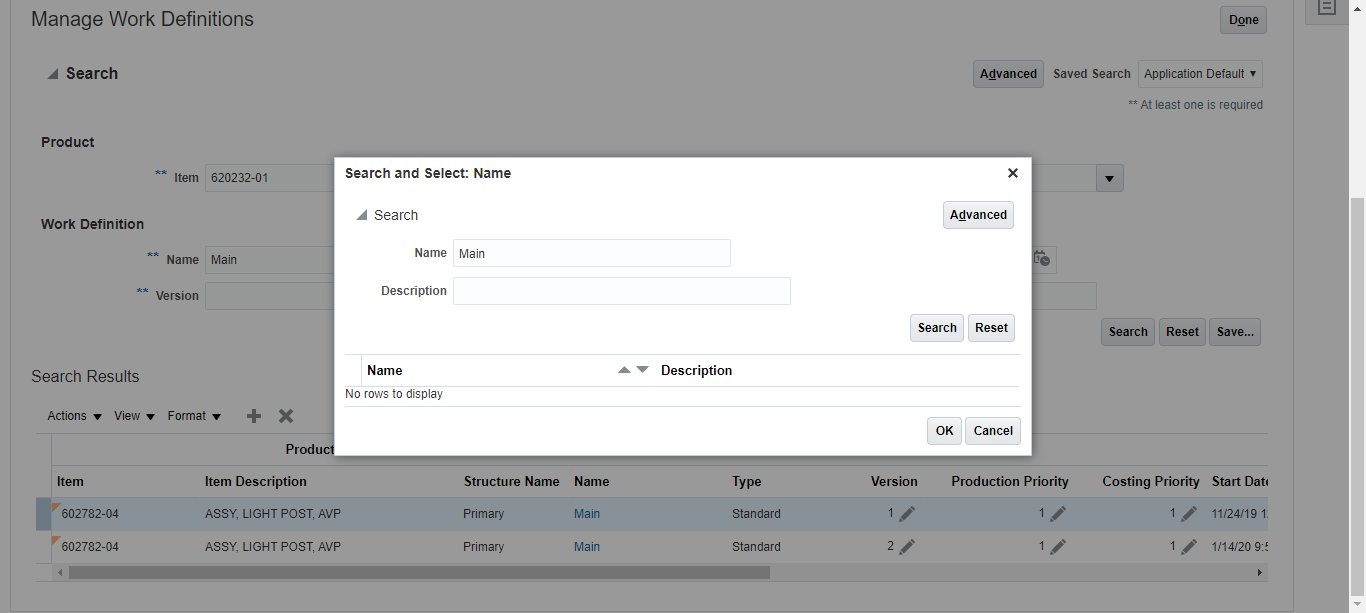 Manage Work Definitions
Done
Search
Advanced Saved Search Application Default
** At least one is required
Product
** Item 620232-01
Work Definition
** Name Main
** Version
Search Reset Save...
Search and Select: Name
Search
Advanced
Name Main
Description
Search Reset
Name Description
No rows to display
OK Cancel
Search Results
Actions View Format
Product
Item Item Description Structure Name Name Type Version Production Priority Costing Priority Start Date
602782-04 ASSY, LIGHT POST, AVP Primary Main Standard 1 1 1 11/24/19
602782-04 ASSY, LIGHT POST, AVP Primary Main Standard 2 1 1 1/14/20